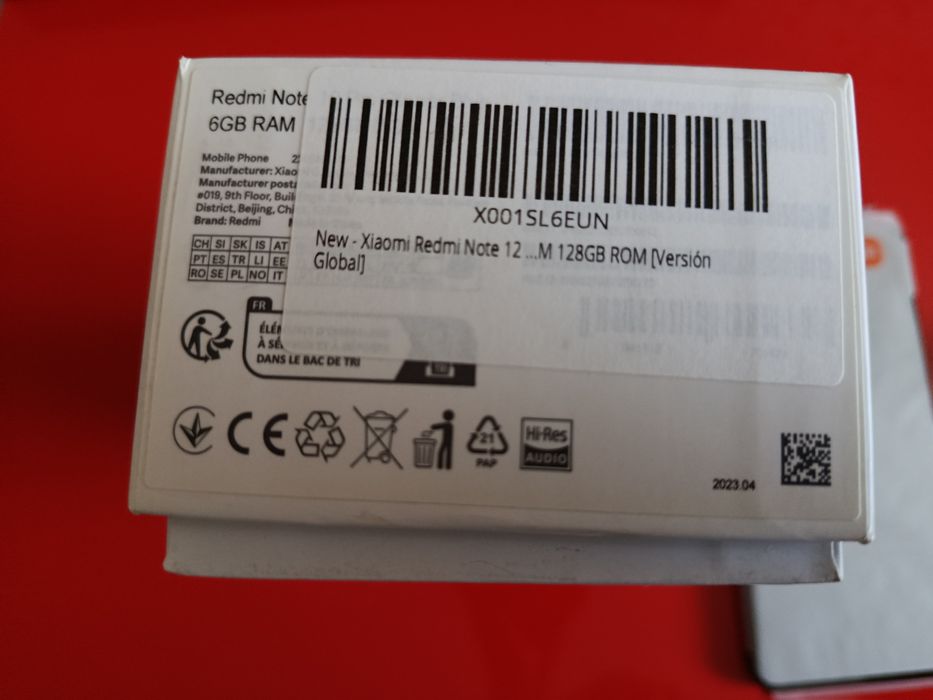 Redmi Note
6GB RAM
Mobile Phone
Manufacturer: Xiao
Manufacturer posta
#019, 9th Floor, Buil
District, Beijing, Chi
Brand: Redmi
CH SI SK IS AT
PT ES TR LI EE
RO SE PL NO IT
X001SL6EUN
New - Xiaomi Redmi Note 12 ...M 128GB ROM [Versión
Global]
FR
ÉLÉM
À SÉ
DANS LE BAC DE TRI
CE
21
PAP
Hi-Res
AUDIO
2023.04